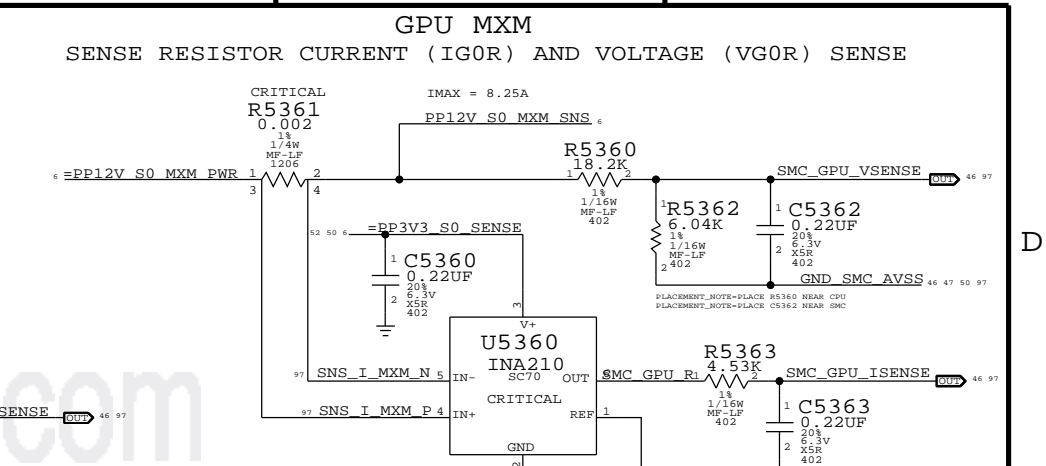 GPU MXM
SENSE RESISTOR CURRENT (IG0R) AND VOLTAGE (VG0R) SENSE
CRITICAL
R5361
0.002
1%
1/4W
MF-LF
1206
IMAX = 8.25A
PP12V_S0_MXM_SNS 6
6 =PP12V_S0_MXM_PWR 1 2
3 4
R5360
18.2K
1 2
1%
1/16W
MF-LF
402
SMC_GPU_VSENSE OUT 46 97
1
R5362
6.04K
1%
1/16W
MF-LF
2 402
1 C5362
0.22UF
20%
6.3V
2 X5R
402
GND_SMC_AVSS 46 47 50 97
PLACEMENT_NOTE=PLACE R5360 NEAR CPU
PLACEMENT_NOTE=PLACE C5362 NEAR SMC
D
52 50 6 =PP3V3_S0_SENSE
1 C5360
0.22UF
20%
6.3V
2 X5R
402
3
V+
U5360
INA210
SC70
CRITICAL
97 SNS_I_MXM_N 5 IN-
97 SNS_I_MXM_P 4 IN+
OUT SMC_GPU_R
REF 1
GND
2
R5363
4.53K
1 2
1%
1/16W
MF-LF
402
SMC_GPU_ISENSE OUT 46 97
1 C5363
0.22UF
20%
6.3V
2 X5R
402
SENSE OUT 46 97
com